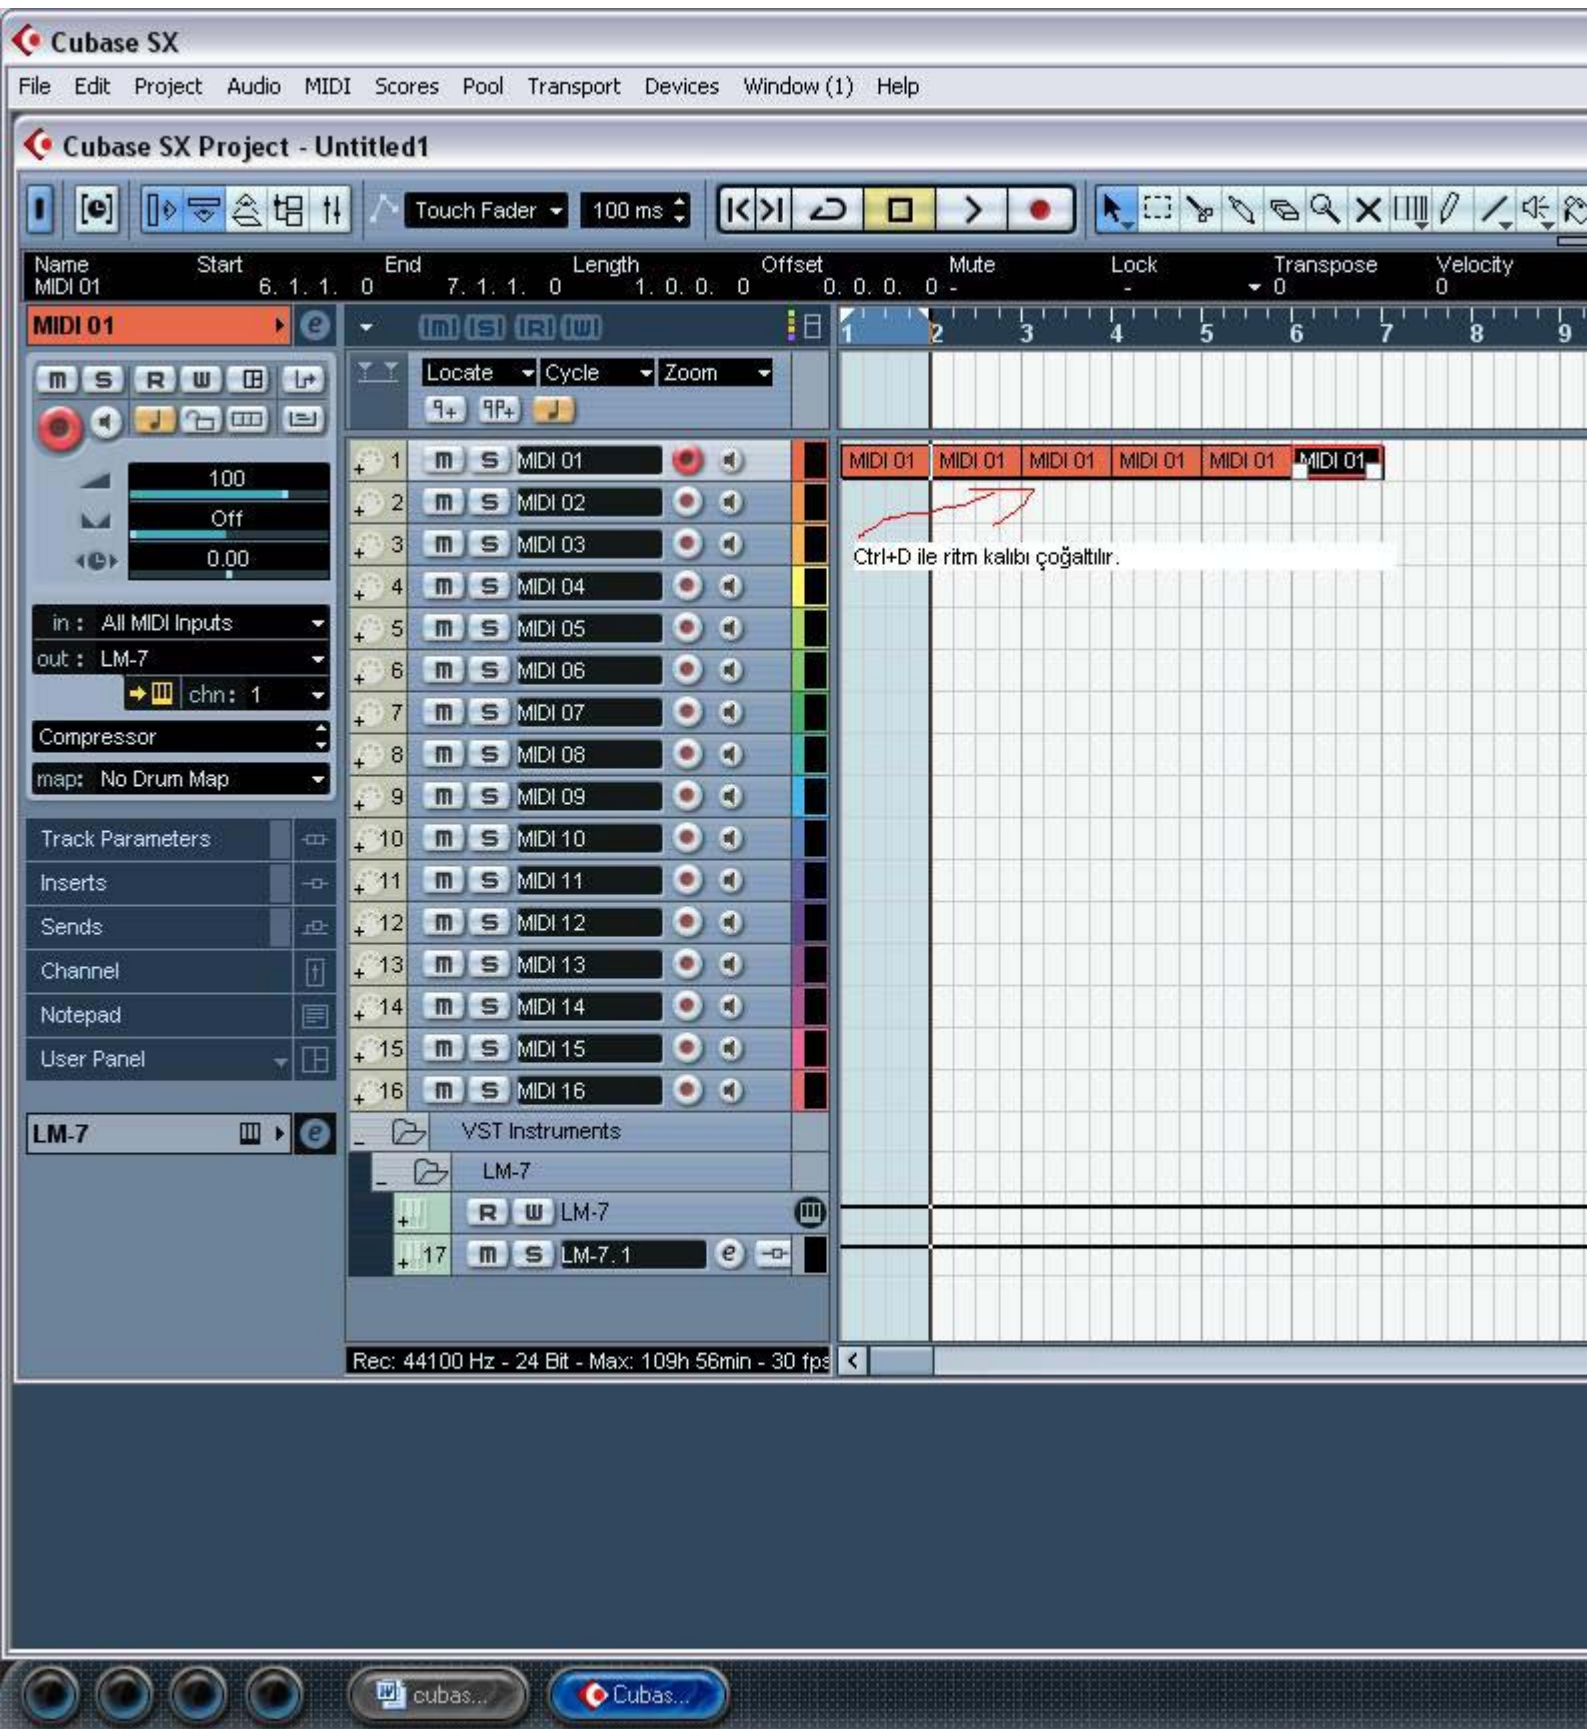 Cubase SX
File Edit Project Audio MIDI Scores Pool Transport Devices Window (1) Help
Cubase SX Project - Untitled1
Touch Fader 100 ms
Name Start End Length Offset Mute Lock Transpose Velocity
MIDI 01 6. 1. 1. 0 7. 1. 1. 0 1. 0. 0. 0 0. 0. 0. 0 - - 0 0
MIDI 01 e
1 2 3 4 5 6 7 8 9
m S R W
Locate Cycle Zoom
100
Off
0.00
in : All MIDI Inputs
out : LM-7
chn: 1
Compressor
map: No Drum Map
Track Parameters
Inserts
Sends
Channel
Notepad
User Panel
LM-7 e
1 m S MIDI 01
2 m S MIDI 02
3 m S MIDI 03
4 m S MIDI 04
5 m S MIDI 05
6 m S MIDI 06
7 m S MIDI 07
8 m S MIDI 08
9 m S MIDI 09
10 m S MIDI 10
11 m S MIDI 11
12 m S MIDI 12
13 m S MIDI 13
14 m S MIDI 14
15 m S MIDI 15
16 m S MIDI 16
VST Instruments
LM-7
R W LM-7
17 m S LM-7. 1 e
MIDI 01 MIDI 01 MIDI 01 MIDI 01 MIDI 01 MIDI 01
Ctrl+D ile ritm kalıbı çoğaltılır.
Rec: 44100 Hz - 24 Bit - Max: 109h 56min - 30 fps
cubas... Cubas...